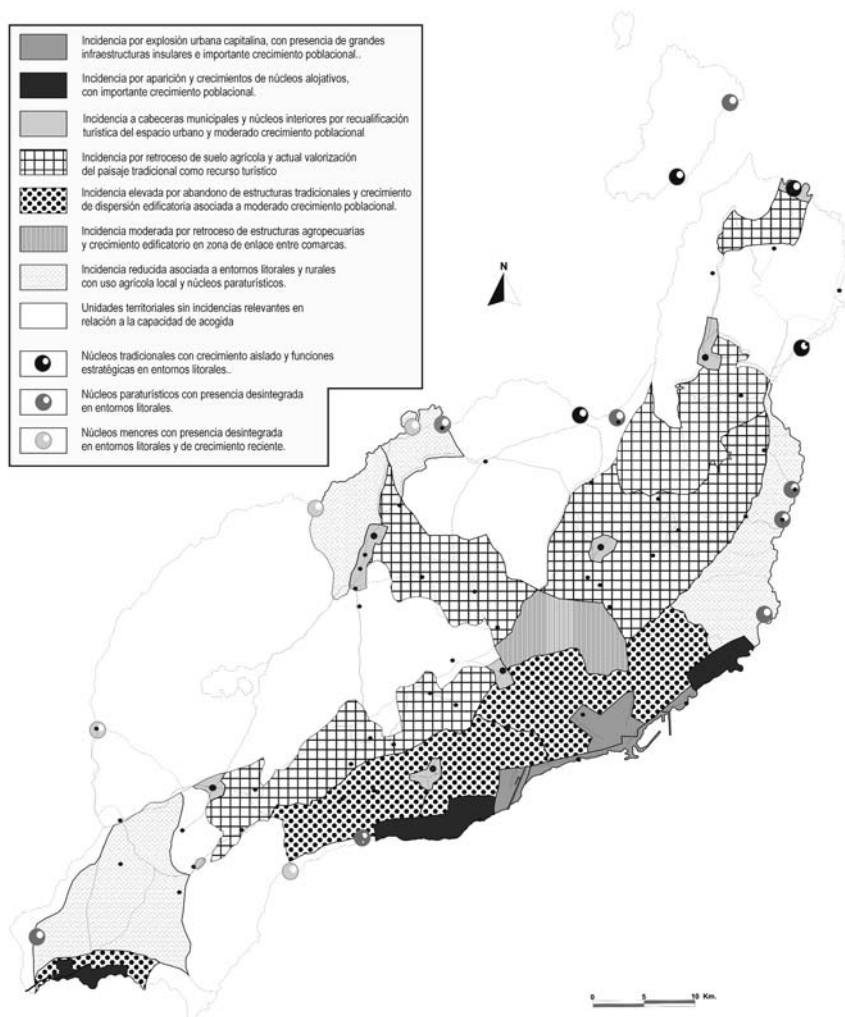 Incidencia por explosión urbana capitalina, con presencia de grandes
infraestructuras insulares e importante crecimiento poblacional..
Incidencia por aparición y crecimientos de núcleos alojativos,
con importante crecimiento poblacional.
Incidencia a cabeceras municipales y núcleos interiores por recualificación
turística del espacio urbano y moderado crecimiento poblacional
Incidencia por retroceso de suelo agrícola y actual valorización
del paisaje tradicional como recurso turístico
Incidencia elevada por abandono de estructuras tradicionales y crecimiento
de dispersión edificatoria asociada a moderado crecimiento poblacional.
Incidencia moderada por retroceso de estructuras agropecuarias
y crecimiento edificatorio en zona de enlace entre comarcas.
Incidencia reducida asociada a entornos litorales y rurales
con uso agrícola local y núcleos paraturísticos.
Unidades territoriales sin incidencias relevantes en
relación a la capacidad de acogida
Núcleos tradicionales con crecimiento aislado y funciones
estratégicas en entornos litorales..
Núcleos paraturísticos con presencia desintegrada
en entornos litorales.
Núcleos menores con presencia desintegrada
en entornos litorales y de crecimiento reciente.
N
0 5 10 Km.